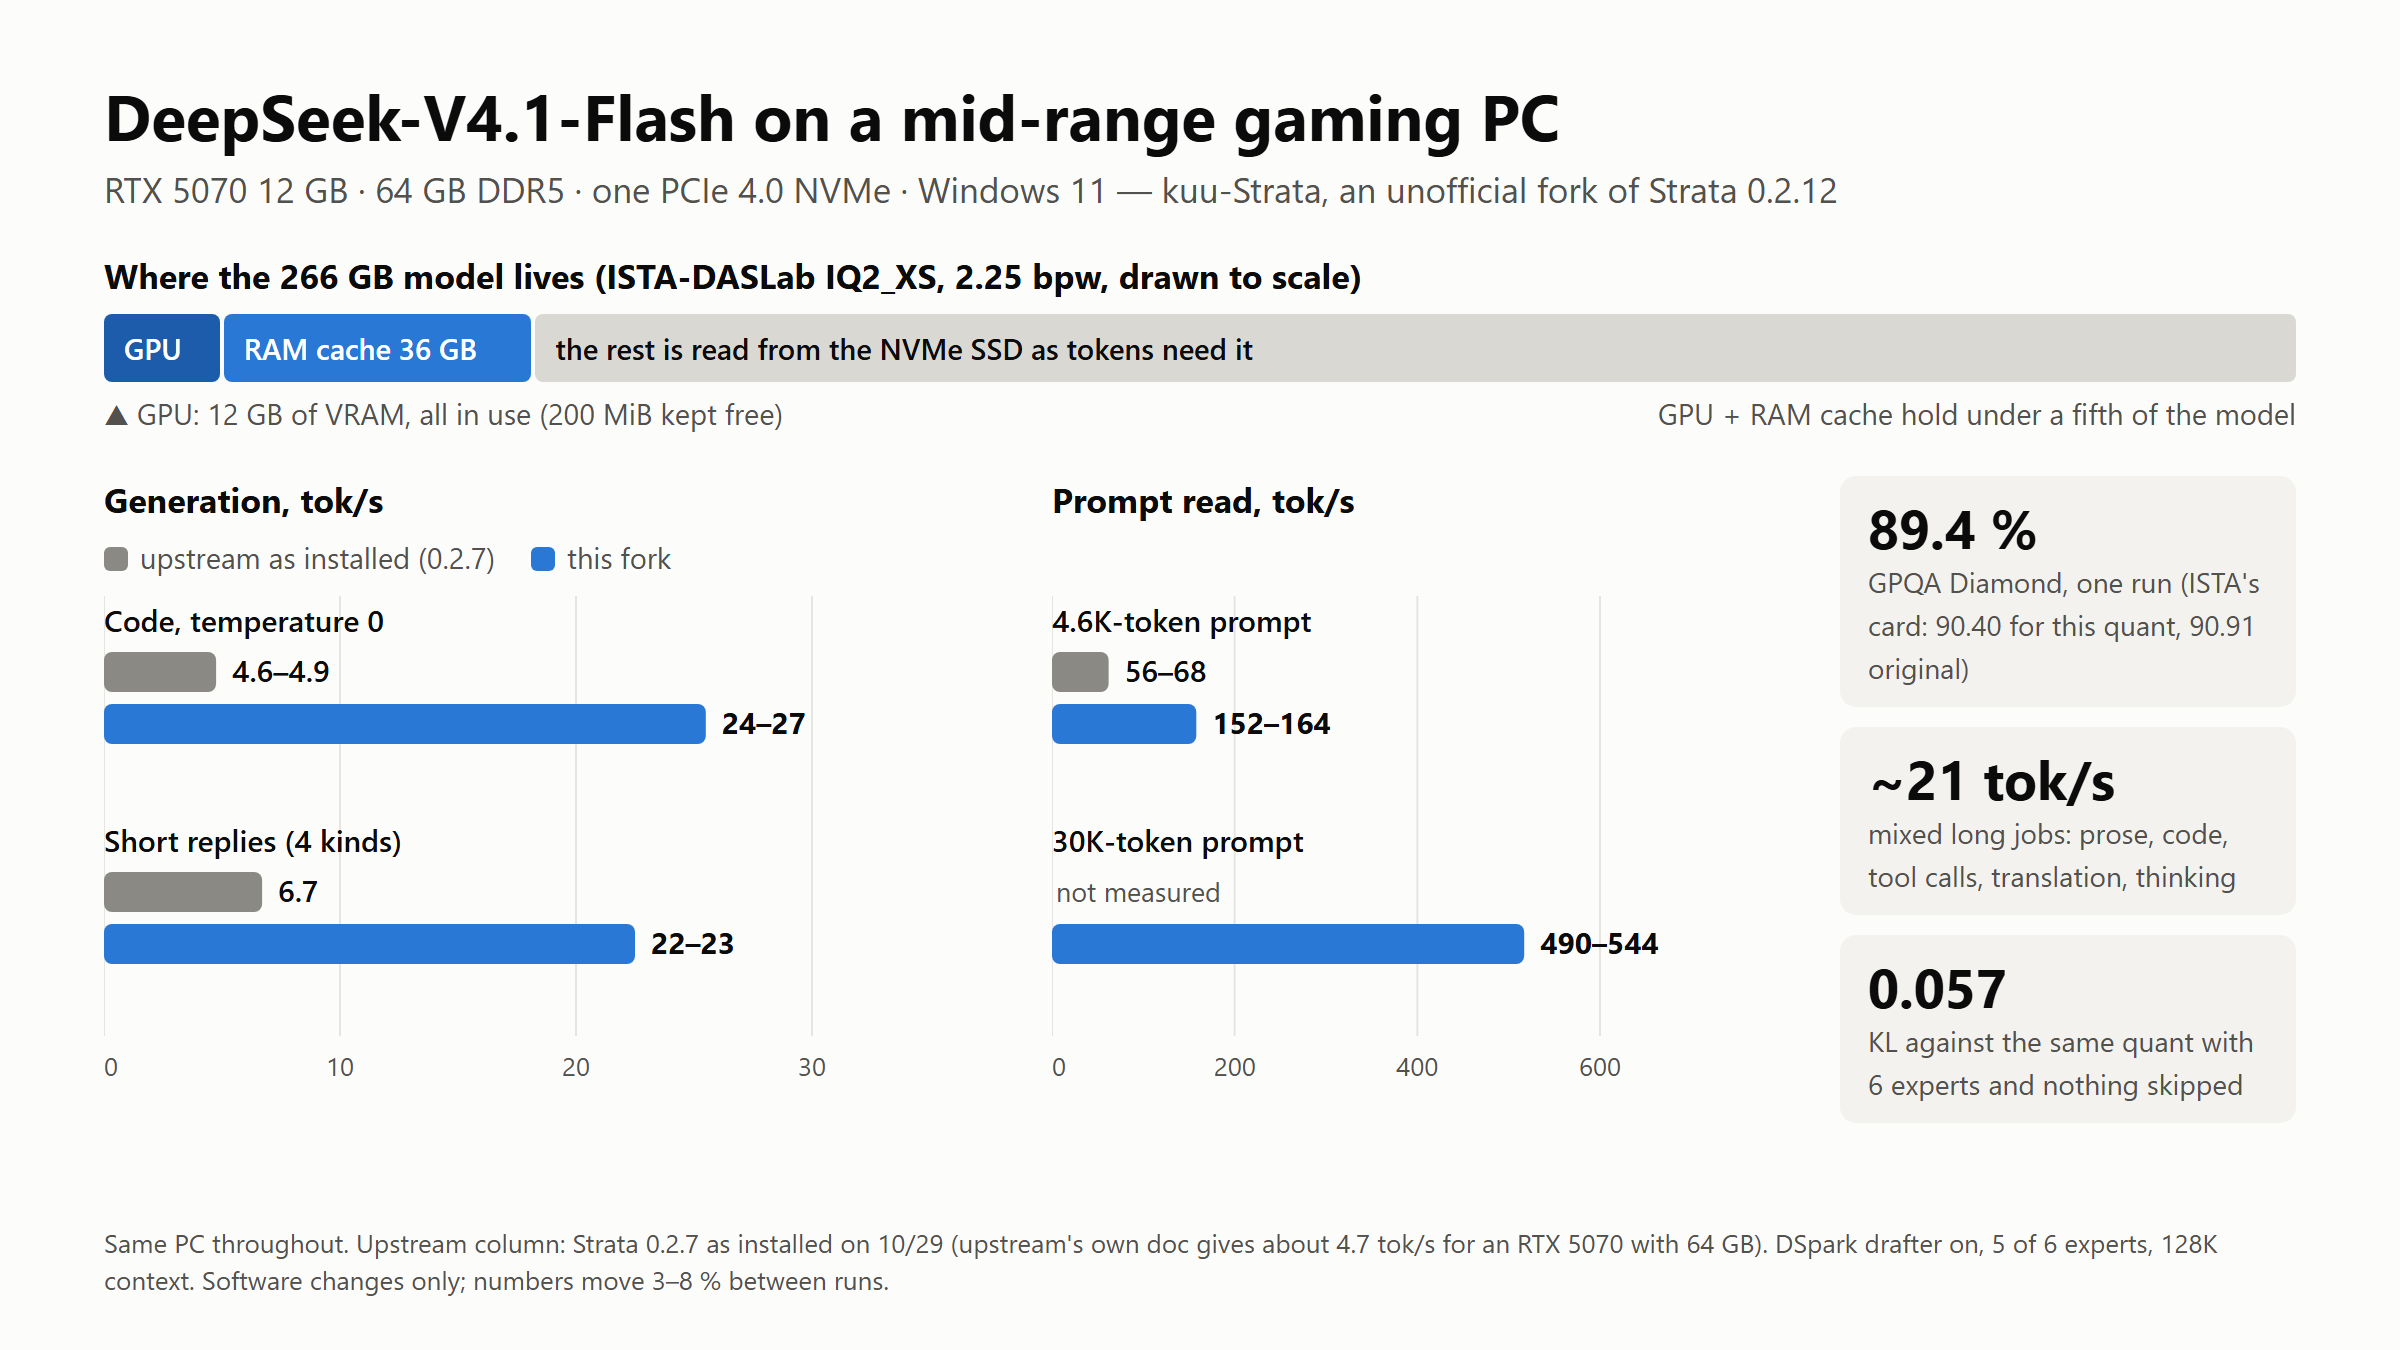 DeepSeek-V4.1-Flash on a mid-range gaming PC
RTX 5070 12 GB · 64 GB DDR5 · one PCIe 4.0 NVMe · Windows 11 — kuu-Strata, an unofficial fork of Strata 0.2.12
Where the 266 GB model lives (ISTA-DASLab IQ2_XS, 2.25 bpw, drawn to scale)
GPU
RAM cache 36 GB
the rest is read from the NVMe SSD as tokens need it
▲ GPU: 12 GB of VRAM, all in use (200 MiB kept free)
GPU + RAM cache hold under a fifth of the model
Generation, tok/s
upstream as installed (0.2.7)
this fork
Code, temperature 0
4.6–4.9
24–27
Short replies (4 kinds)
6.7
22–23
0
10
20
30
Prompt read, tok/s
4.6K-token prompt
56–68
152–164
30K-token prompt
not measured
490–544
0
200
400
600
89.4 %
GPQA Diamond, one run (ISTA's
card: 90.40 for this quant, 90.91
original)
~21 tok/s
mixed long jobs: prose, code,
tool calls, translation, thinking
0.057
KL against the same quant with
6 experts and nothing skipped
Same PC throughout. Upstream column: Strata 0.2.7 as installed on 10/29 (upstream's own doc gives about 4.7 tok/s for an RTX 5070 with 64 GB). DSpark drafter on, 5 of 6 experts, 128K
context. Software changes only; numbers move 3–8 % between runs.